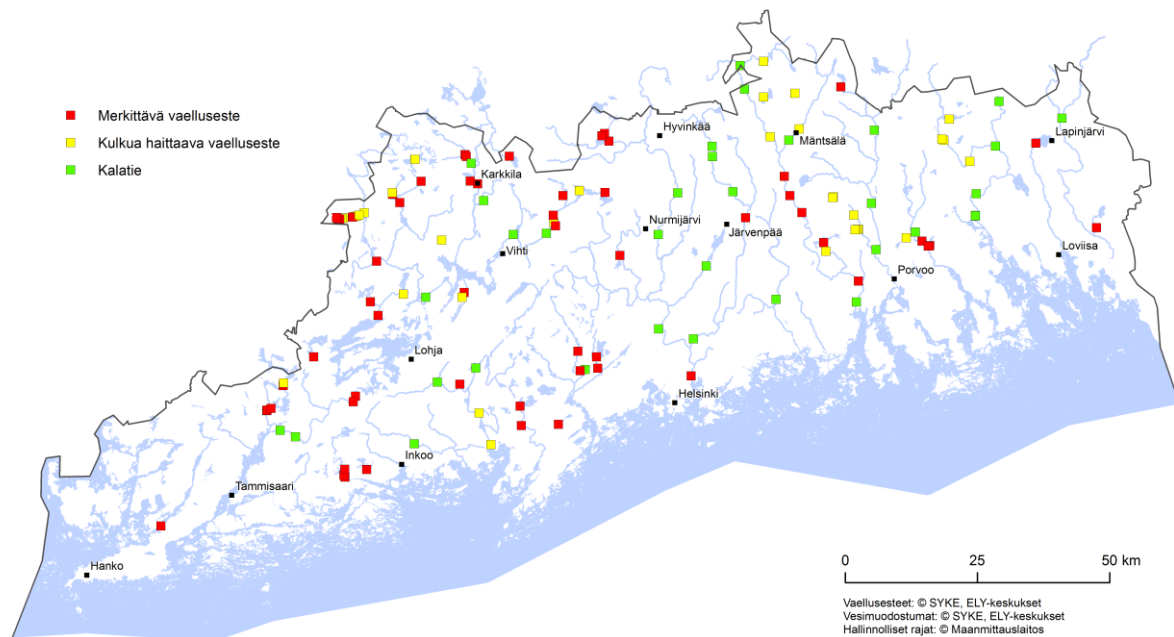 Merkittävä vaelluseste
Kulkua haittaava vaelluseste
Kalatie
Hyvinkää
Mäntsälä
Lapinjärvi
Karkkila
Nurmijärvi
Järvenpää
Vihti
Loviisa
Porvoo
Lohja
Helsinki
Inkoo
Tammisaari
Hanko
0 25 50 km
Vaellusesteet: © SYKE, ELY-keskukset
Vesimuodostumat: © SYKE, ELY-keskukset
Hallinnolliset rajat: © Maanmittauslaitos